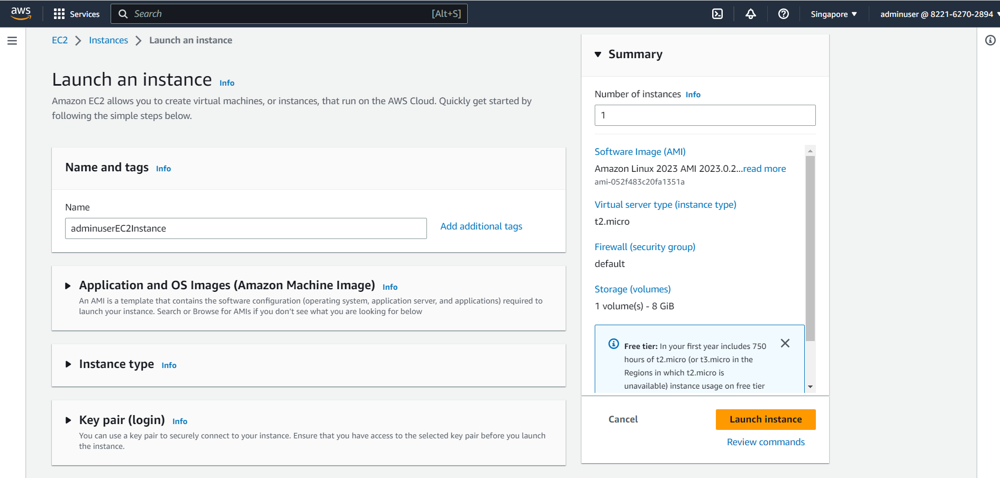 aws
Services
Search
[Alt+S]
Singapore
adminuser @ 8221-6270-2894
EC2
Instances
Launch an instance
Launch an instance Info
Amazon EC2 allows you to create virtual machines, or instances, that run on the AWS Cloud. Quickly get started by
following the simple steps below.
Name and tags Info
Name
adminuserEC2Instance
Add additional tags
Application and OS Images (Amazon Machine Image) Info
An AMI is a template that contains the software configuration (operating system, application server, and applications) required to
launch your instance. Search or Browse for AMIs if you don’t see what you are looking for below
Instance type Info
Key pair (login) Info
You can use a key pair to securely connect to your instance. Ensure that you have access to the selected key pair before you launch
the instance.
Summary
Number of instances Info
1
Software Image (AMI)
Amazon Linux 2023 AMI 2023.0.2...read more
ami-052f483c20fa1351a
Virtual server type (instance type)
t2.micro
Firewall (security group)
default
Storage (volumes)
1 volume(s) - 8 GiB
Free tier: In your first year includes 750
hours of t2.micro (or t3.micro in the
Regions in which t2.micro is
unavailable) instance usage on free tier
Cancel
Launch instance
Review commands